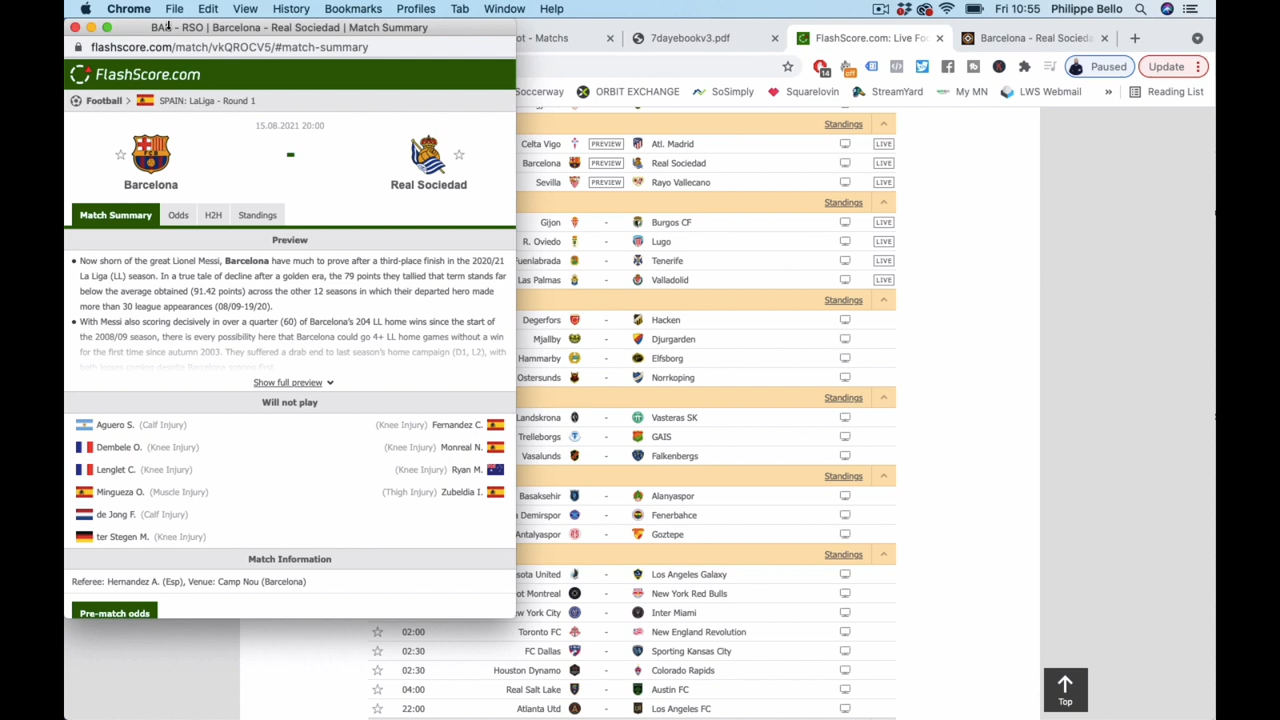 Chrome File Edit View History Bookmarks Profiles Tab Window Help Fri 10:55 Philippe Bello
- RSO | Barcelona - Real Sociedad | Match Summary
flashscore.com/match/vkQROCV5/#match-summary
ot - Matchs
7dayebookv3.pdf
FlashScore.com: Live Foo
Barcelona - Real Sociedad
14
off
Paused
Update
Soccerway
ORBIT EXCHANGE
SoSimply
Squarelovin
StreamYard
My MN
LWS Webmail
»
Reading List
FlashScore.com
Football > SPAIN: LaLiga - Round 1
15.08.2021 20:00
-
Barcelona
Real Sociedad
Match Summary
Odds
H2H
Standings
Preview
Now shorn of the great Lionel Messi, Barcelona have much to prove after a third-place finish in the 2020/21
La Liga (LL) season. In a true tale of decline after a golden era, the 79 points they tallied that term stands far
below the average obtained (91.42 points) across the other 12 seasons in which their departed hero made
more than 30 league appearances (08/09-19/20).
With Messi also scoring decisively in over a quarter (60) of Barcelona's 204 LL home wins since the start of
the 2008/09 season, there is every possibility here that Barcelona could go 4+ LL home games without a win
for the first time since autumn 2003. They suffered a drab end to last season's home campaign (D1, L2), with
Show full preview
Will not play
Aguero S. (Calf Injury)
(Knee Injury) Fernandez C.
Dembele O. (Knee Injury)
(Knee Injury) Monreal N.
Lenglet C. (Knee Injury)
(Knee Injury) Ryan M.
Mingueza O. (Muscle Injury)
(Thigh Injury) Zubeldia I.
de Jong F. (Calf Injury)
ter Stegen M. (Knee Injury)
Match Information
Referee: Hernandez A. (Esp), Venue: Camp Nou (Barcelona)
Pre-match odds
Standings
Celta Vigo PREVIEW Atl. Madrid LIVE
Barcelona PREVIEW Real Sociedad LIVE
Sevilla PREVIEW Rayo Vallecano LIVE
Standings
Gijon - Burgos CF LIVE
R. Oviedo - Lugo LIVE
uenlabrada - Tenerife LIVE
Las Palmas - Valladolid LIVE
Standings
Degerfors - Hacken
Mjallby - Djurgarden
Hammarby - Elfsborg
Ostersunds - Norrkoping
Standings
Landskrona - Vasteras SK
Trelleborgs - GAIS
Vasalunds - Falkenbergs
Standings
Basaksehir - Alanyaspor
a Demirspor - Fenerbahce
Antalyaspor - Goztepe
Standings
sota United - Los Angeles Galaxy
ot Montreal - New York Red Bulls
w York City - Inter Miami
02:00 Toronto FC - New England Revolution
02:30 FC Dallas - Sporting Kansas City
02:30 Houston Dynamo - Colorado Rapids
04:00 Real Salt Lake - Austin FC
22:00 Atlanta Utd - Los Angeles FC
Top